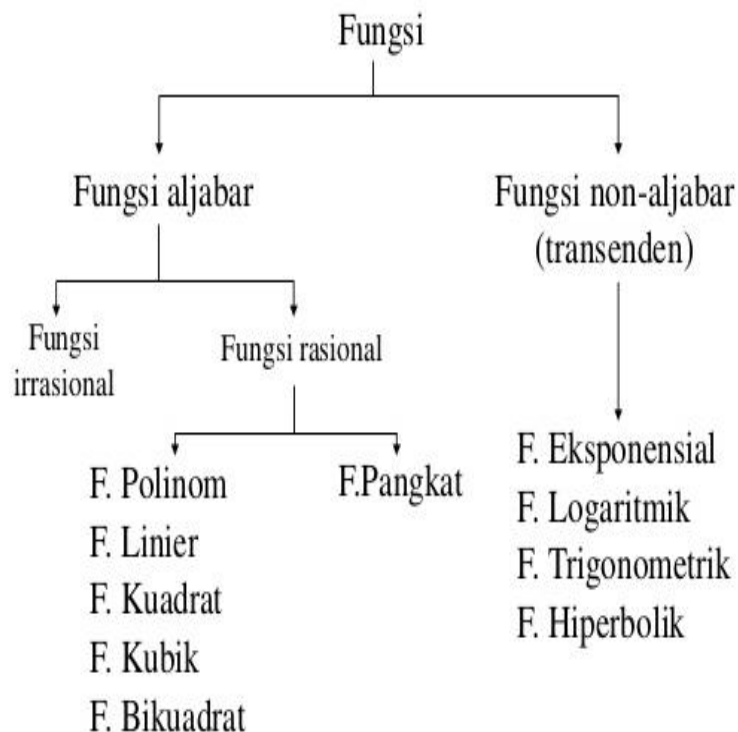 Fungsi
Fungsi aljabar
Fungsi non-aljabar
(transenden)
Fungsi
irrasional
Fungsi rasional
F. Polinom
F. Linier
F. Kuadrat
F. Kubik
F. Bikuadrat
F.Pangkat
F. Eksponensial
F. Logaritmik
F. Trigonometrik
F. Hiperbolik